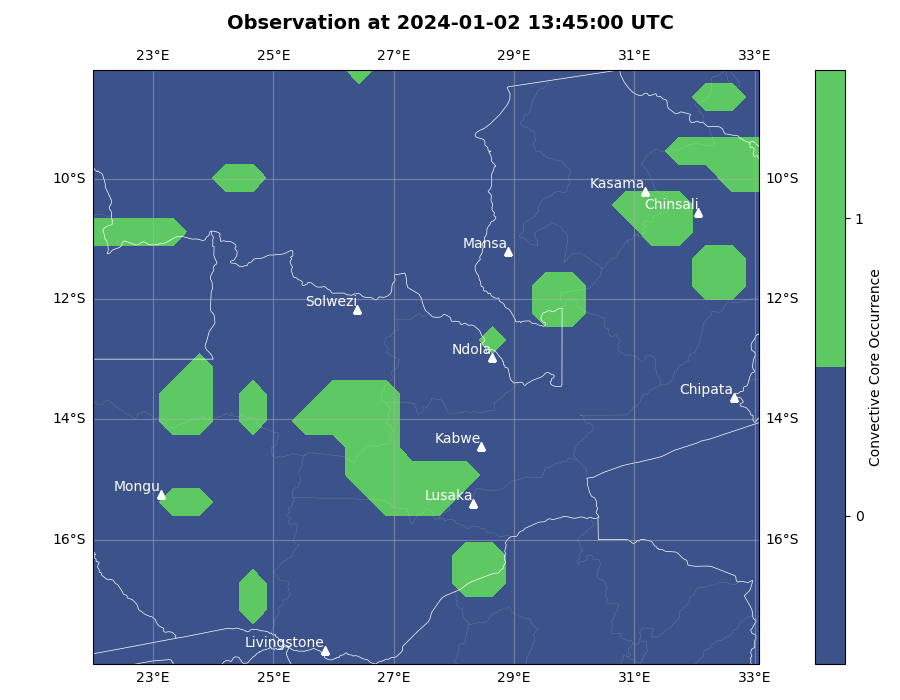 Observation at 2024-01-02 13:45:00 UTC
23°E 25°E 27°E 29°E 31°E 33°E
10°S 10°S
Kasama
Chinsali
1
Mansa
12°S 12°S
Solwezi
Ndola
Chipata
14°S 14°S
Kabwe
Mongu
Lusaka
0
16°S 16°S
Livingstone
23°E 25°E 27°E 29°E 31°E 33°E
Convective Core Occurrence